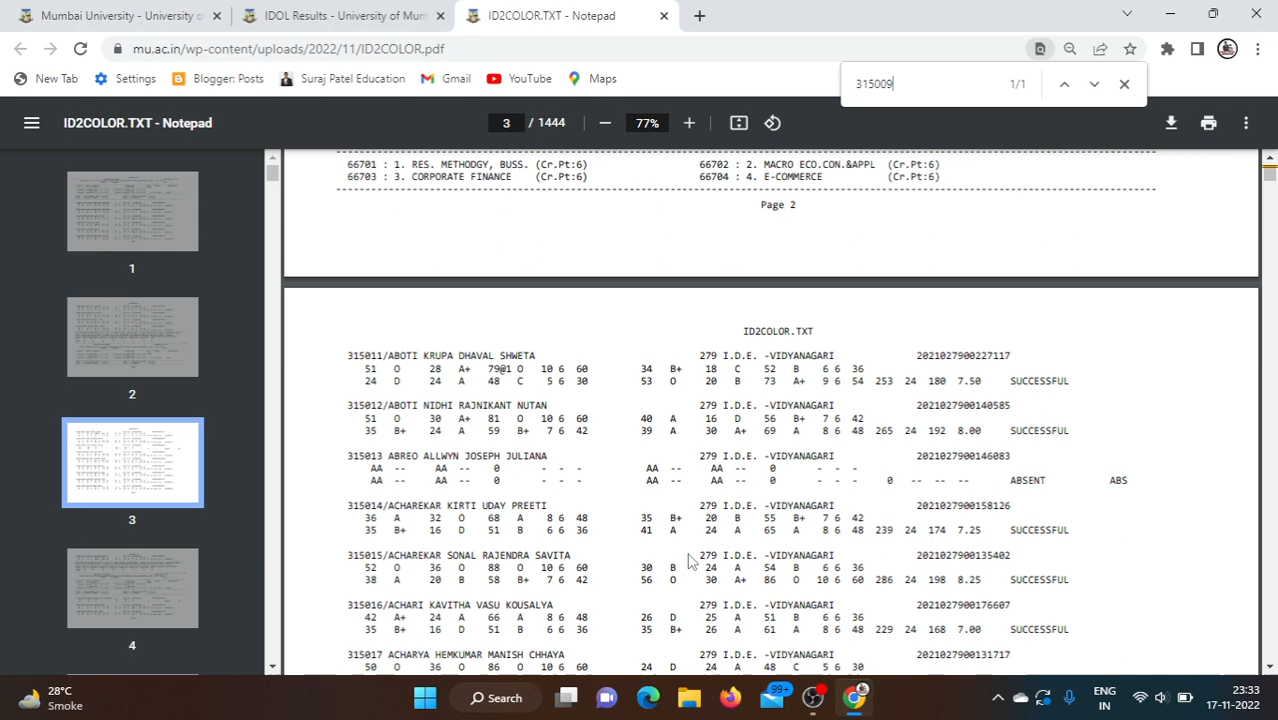 Mumbai University - University of
IDOL Results - University of Mum
ID2COLOR.TXT - Notepad
mu.ac.in/wp-content/uploads/2022/11/ID2COLOR.pdf
New Tab
Settings
Blogger: Posts
Suraj Patel Education
Gmail
YouTube
Maps
315009
1/1
ID2COLOR.TXT - Notepad
3 / 1444
77%
1
2
3
4
66701 : 1. RES. METHODGY, BUSS. (Cr.Pt:6) 66702 : 2. MACRO ECO.CON.&APPL (Cr.Pt:6)
66703 : 3. CORPORATE FINANCE (Cr.Pt:6) 66704 : 4. E-COMMERCE (Cr.Pt:6)
Page 2
ID2COLOR.TXT
315011/ABOTI KRUPA DHAVAL SHWETA 279 I.D.E. -VIDYANAGARI 2021027900227117
51 O 28 A+ 79@1 O 10 6 60 34 B+ 18 C 52 B 6 6 36
24 D 24 A 48 C 5 6 30 53 O 20 B 73 A+ 9 6 54 253 24 180 7.50 SUCCESSFUL
315012/ABOTI NIDHI RAJNIKANT NUTAN 279 I.D.E. -VIDYANAGARI 2021027900140585
51 O 30 A+ 81 O 10 6 60 40 A 16 D 56 B+ 7 6 42
35 B+ 24 A 59 B+ 7 6 42 39 A 30 A+ 69 A 8 6 48 265 24 192 8.00 SUCCESSFUL
315013 ABREO ALLWYN JOSEPH JULIANA 279 I.D.E. -VIDYANAGARI 2021027900146083
AA -- AA -- 0 - - - AA -- AA -- 0 - - -
AA -- AA -- 0 - - - AA -- AA -- 0 - - - 0 -- -- -- ABSENT ABS
315014/ACHAREKAR KIRTI UDAY PREETI 279 I.D.E. -VIDYANAGARI 2021027900158126
36 A 32 O 68 A 8 6 48 35 B+ 20 B 55 B+ 7 6 42
35 B+ 16 D 51 B 6 6 36 41 A 24 A 65 A 8 6 48 239 24 174 7.25 SUCCESSFUL
315015/ACHAREKAR SONAL RAJENDRA SAVITA 279 I.D.E. -VIDYANAGARI 2021027900135402
52 O 36 O 88 O 10 6 60 30 B 24 A 54 B 6 6 36
38 A 20 B 58 B+ 7 6 42 56 O 30 A+ 86 O 10 6 60 286 24 198 8.25 SUCCESSFUL
315016/ACHARI KAVITHA VASU KOUSALYA 279 I.D.E. -VIDYANAGARI 2021027900176607
42 A+ 24 A 66 A 8 6 48 26 D 25 A 51 B 6 6 36
35 B+ 16 D 51 B 6 6 36 35 B+ 26 A 61 A 8 6 48 229 24 168 7.00 SUCCESSFUL
315017 ACHARYA HEMKUMAR MANISH CHHAYA 279 I.D.E. -VIDYANAGARI 2021027900131717
50 O 36 O 86 O 10 6 60 24 D 24 A 48 C 5 6 30
28°C
Smoke
Search
99+
ENG
IN
23:33
17-11-2022